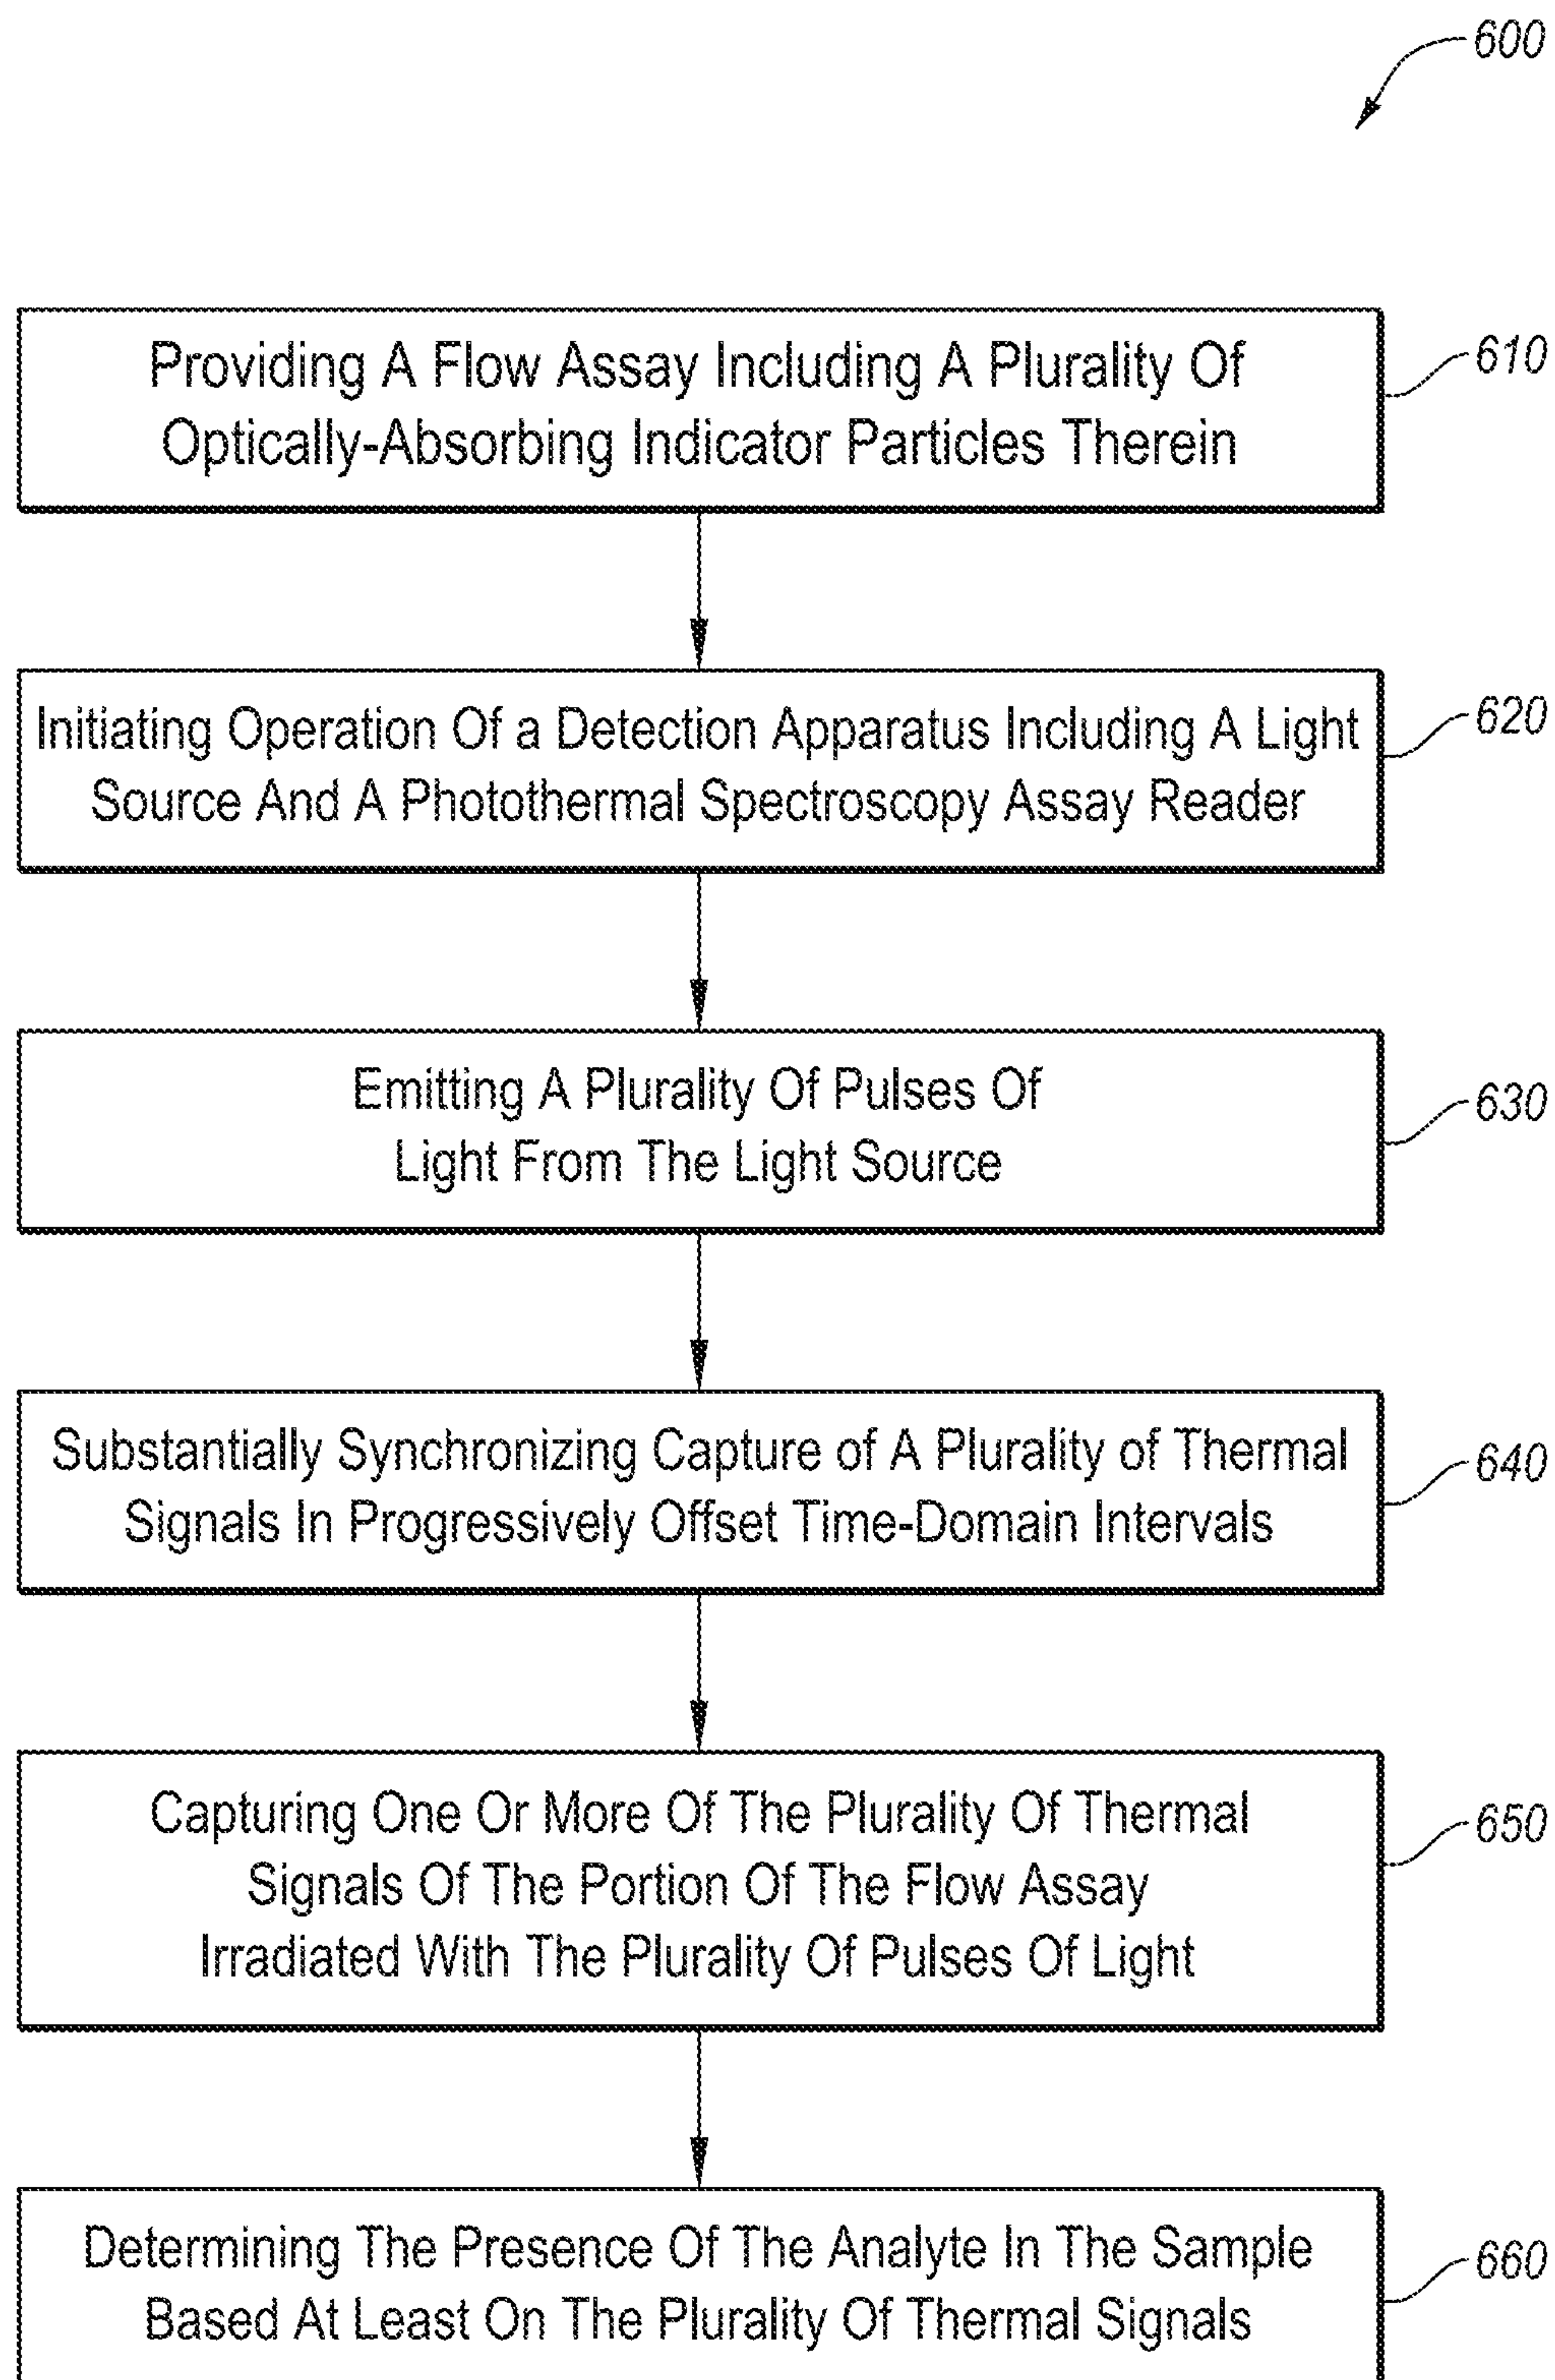 600
Providing A Flow Assay Including A Plurality Of
Optically-Absorbing Indicator Particles Therein
610
Initiating Operation Of a Detection Apparatus Including A Light
Source And A Photothermal Spectroscopy Assay Reader
620
Emitting A Plurality Of Pulses Of
Light From The Light Source
630
Substantially Synchronizing Capture of A Plurality of Thermal
Signals In Progressively Offset Time-Domain Intervals
640
Capturing One Or More Of The Plurality Of Thermal
Signals Of The Portion Of The Flow Assay
Irradiated With The Plurality Of Pulses Of Light
650
Determining The Presence Of The Analyte In The Sample
Based At Least On The Plurality Of Thermal Signals
660